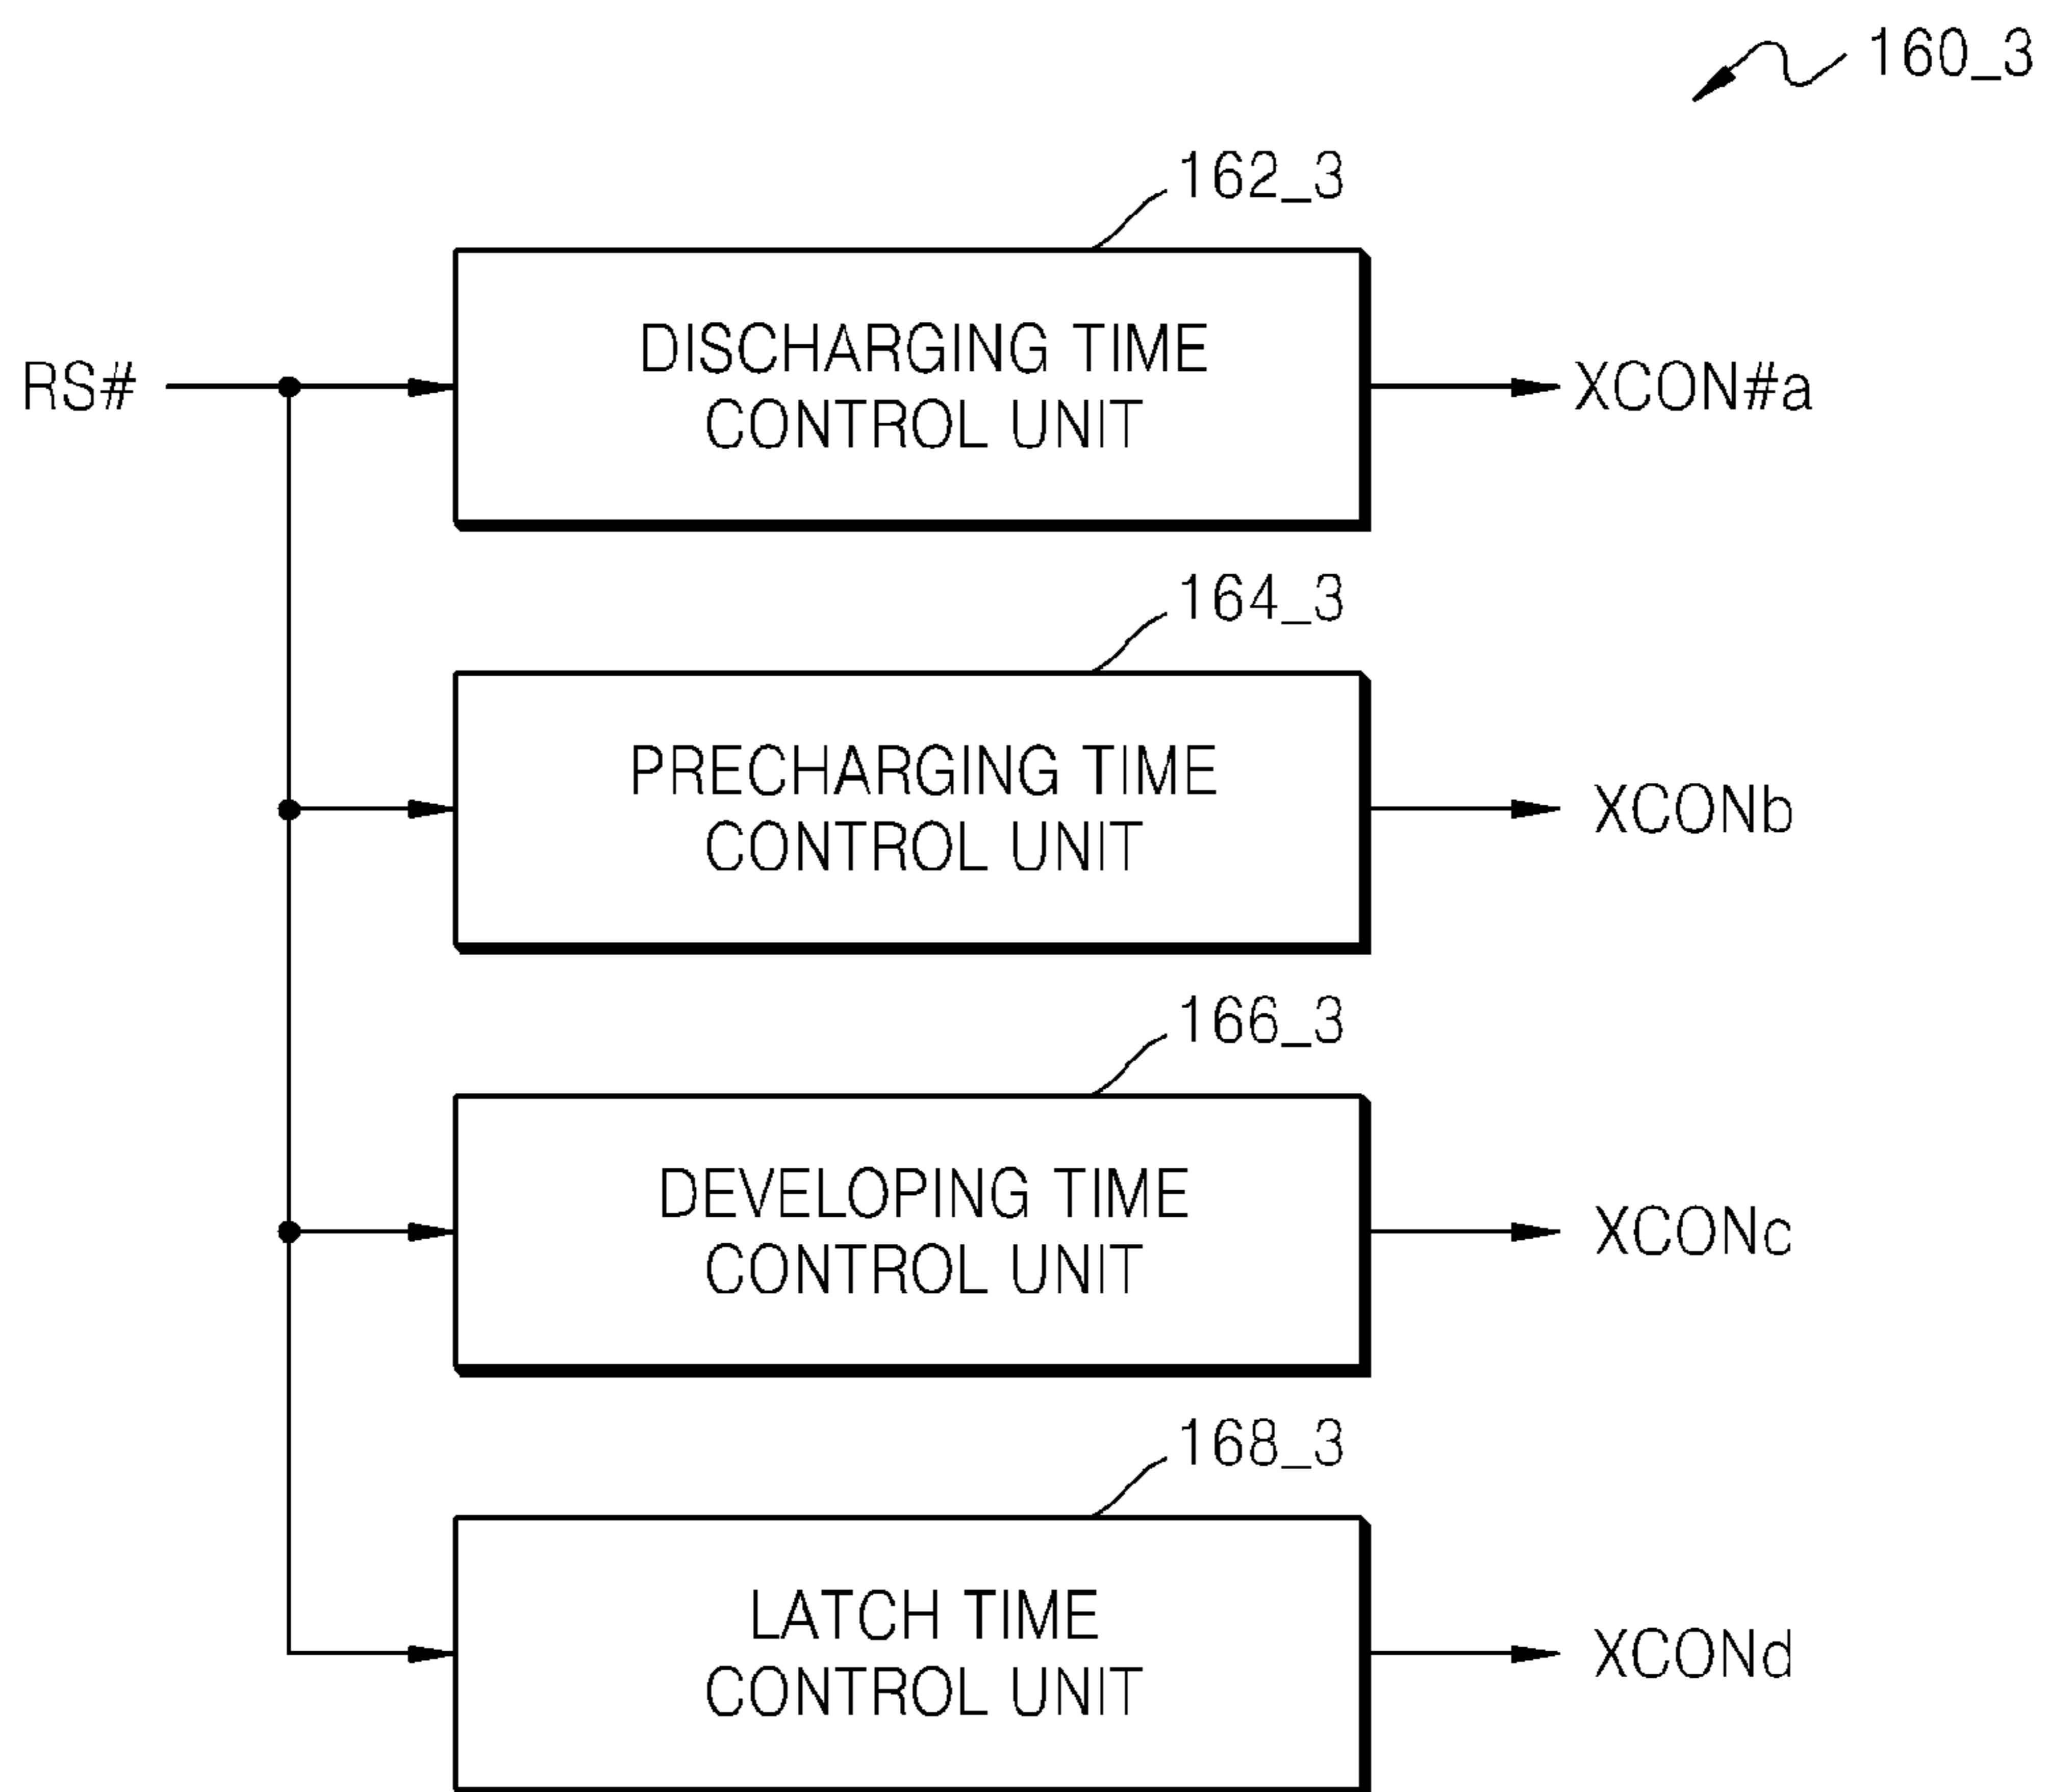 160_3
162_3
DISCHARGING TIME
CONTROL UNIT
RS#
XCON#a
164_3
PRECHARGING TIME
CONTROL UNIT
XCONb
166_3
DEVELOPING TIME
CONTROL UNIT
XCONc
168_3
LATCH TIME
CONTROL UNIT
XCONd